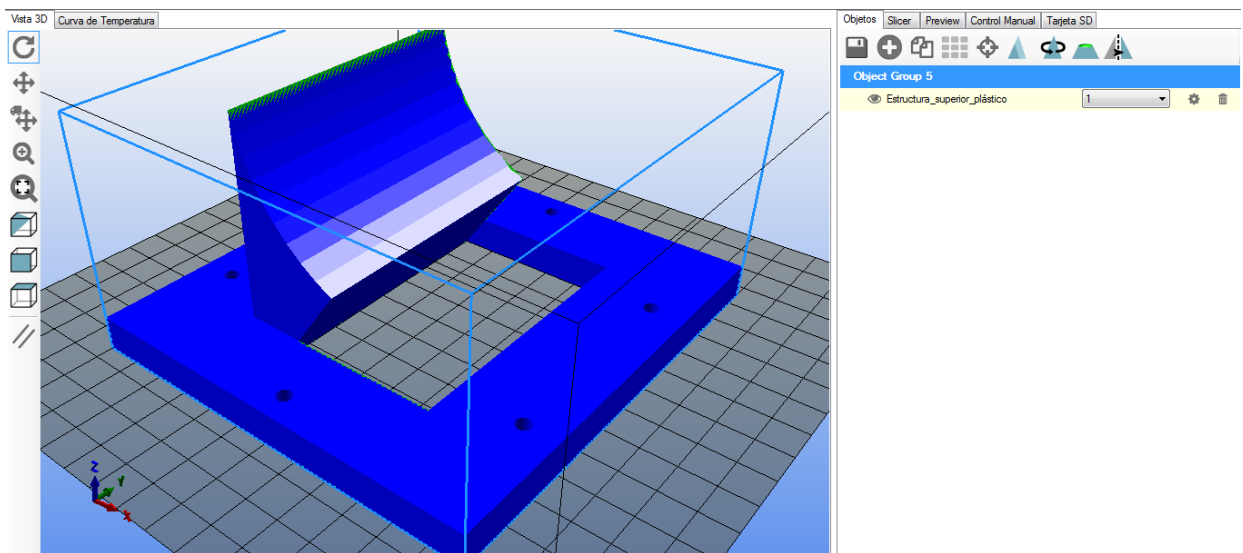 Vista 3D Curva de Temperatura
Objetos Slicer Preview Control Manual Tarjeta SD
Object Group 5
Estructura_superior_plástico 1
Z
Y
X